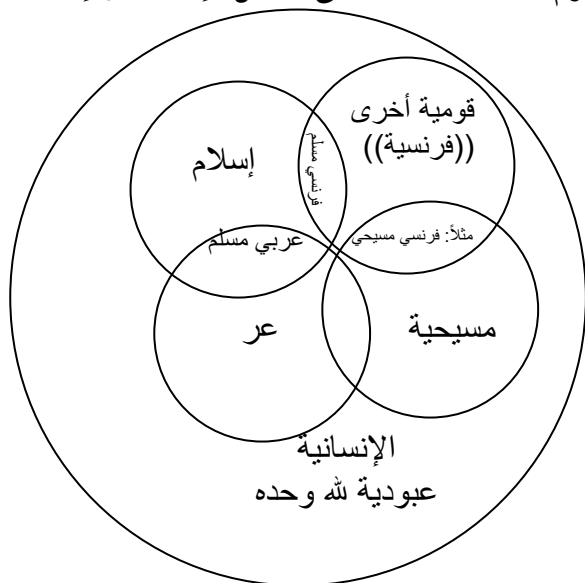 قومية أخرى
((فرنسية))
إسلام
فرنسي مسلم
مثلاً: فرنسي مسيحي
عربي مسلم
عر
مسيحية
الإنسانية
عبودية لله وحده